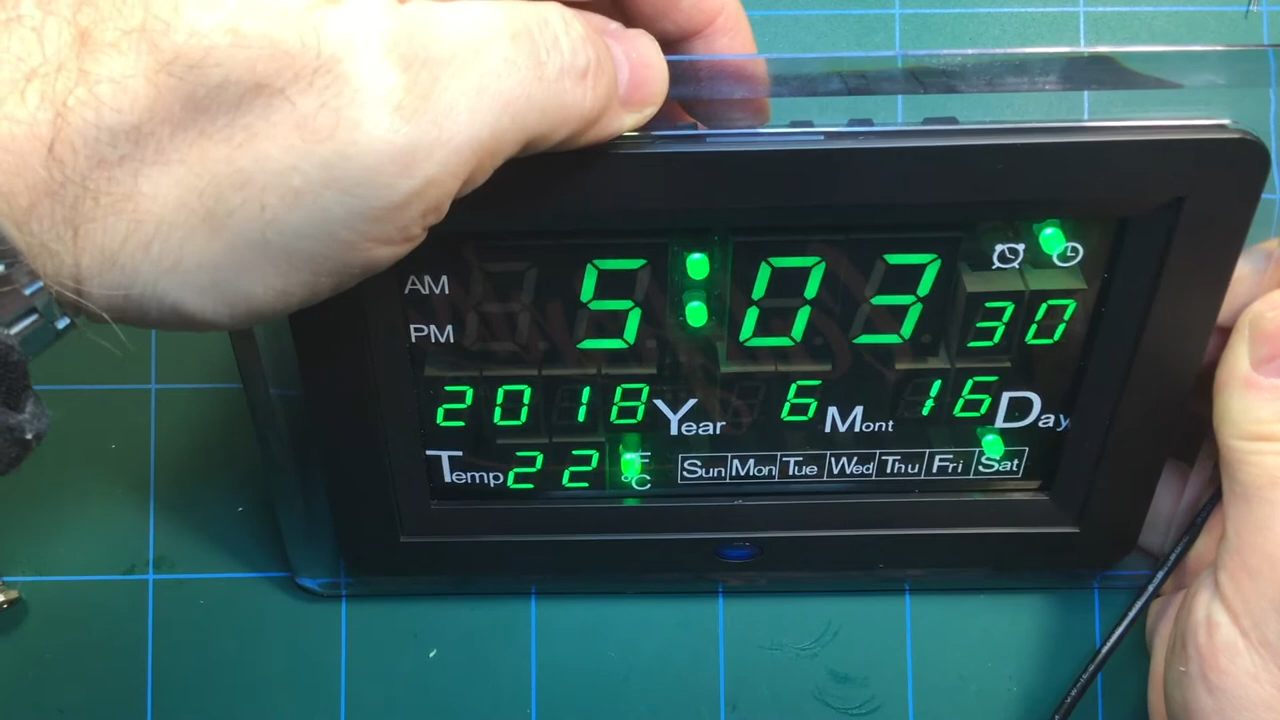 AM 5:03 30
PM
2018 Year 6 Mont 16 Day
Temp 22 °F
°C
Sun Mon Tue Wed Thu Fri Sat